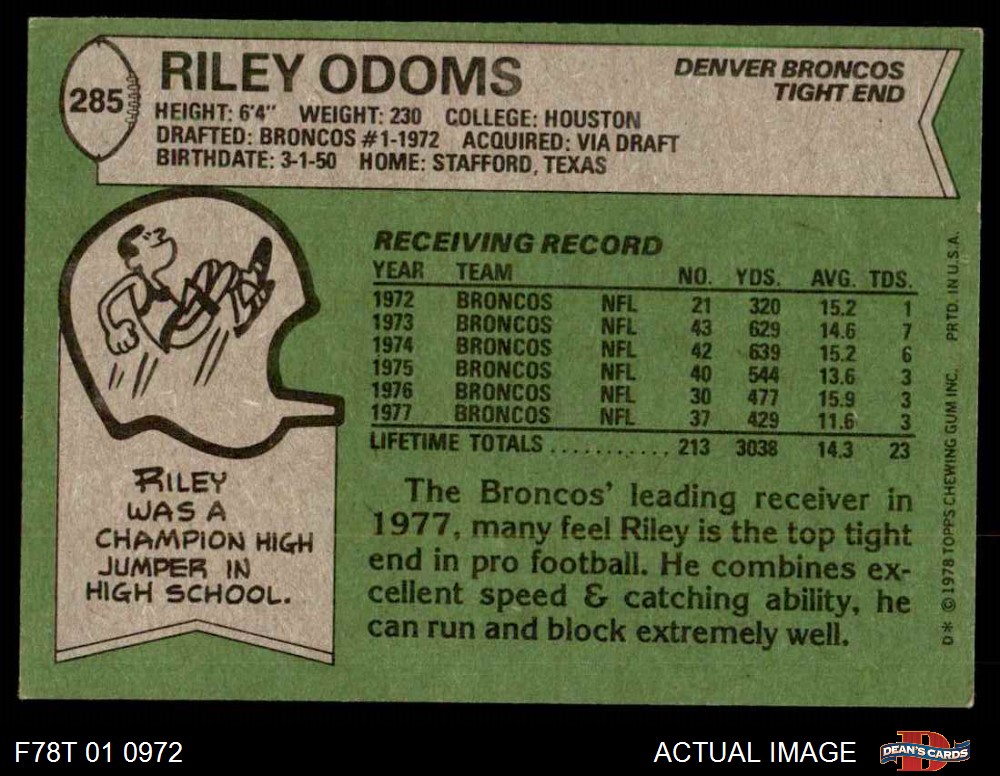 285
RILEY ODOMS
DENVER BRONCOS
TIGHT END
HEIGHT: 6'4" WEIGHT: 230 COLLEGE: HOUSTON
DRAFTED: BRONCOS #1-1972 ACQUIRED: VIA DRAFT
BIRTHDATE: 3-1-50 HOME: STAFFORD, TEXAS
RECEIVING RECORD
YEAR TEAM NO. YDS. AVG. TDS.
1972 BRONCOS NFL 21 320 15.2 1
1973 BRONCOS NFL 43 629 14.6 7
1974 BRONCOS NFL 42 639 15.2 6
1975 BRONCOS NFL 40 544 13.6 3
1976 BRONCOS NFL 30 477 15.9 3
1977 BRONCOS NFL 37 429 11.6 3
LIFETIME TOTALS ........... 213 3038 14.3 23
RILEY
WAS A
CHAMPION HIGH
JUMPER IN
HIGH SCHOOL.
The Broncos' leading receiver in
1977, many feel Riley is the top tight
end in pro football. He combines ex-
cellent speed & catching ability, he
can run and block extremely well.
D* © 1978 TOPPS CHEWING GUM INC. PRTD. IN U.S.A.
F78T 01 0972
ACTUAL IMAGE
D
DEAN'S CARDS